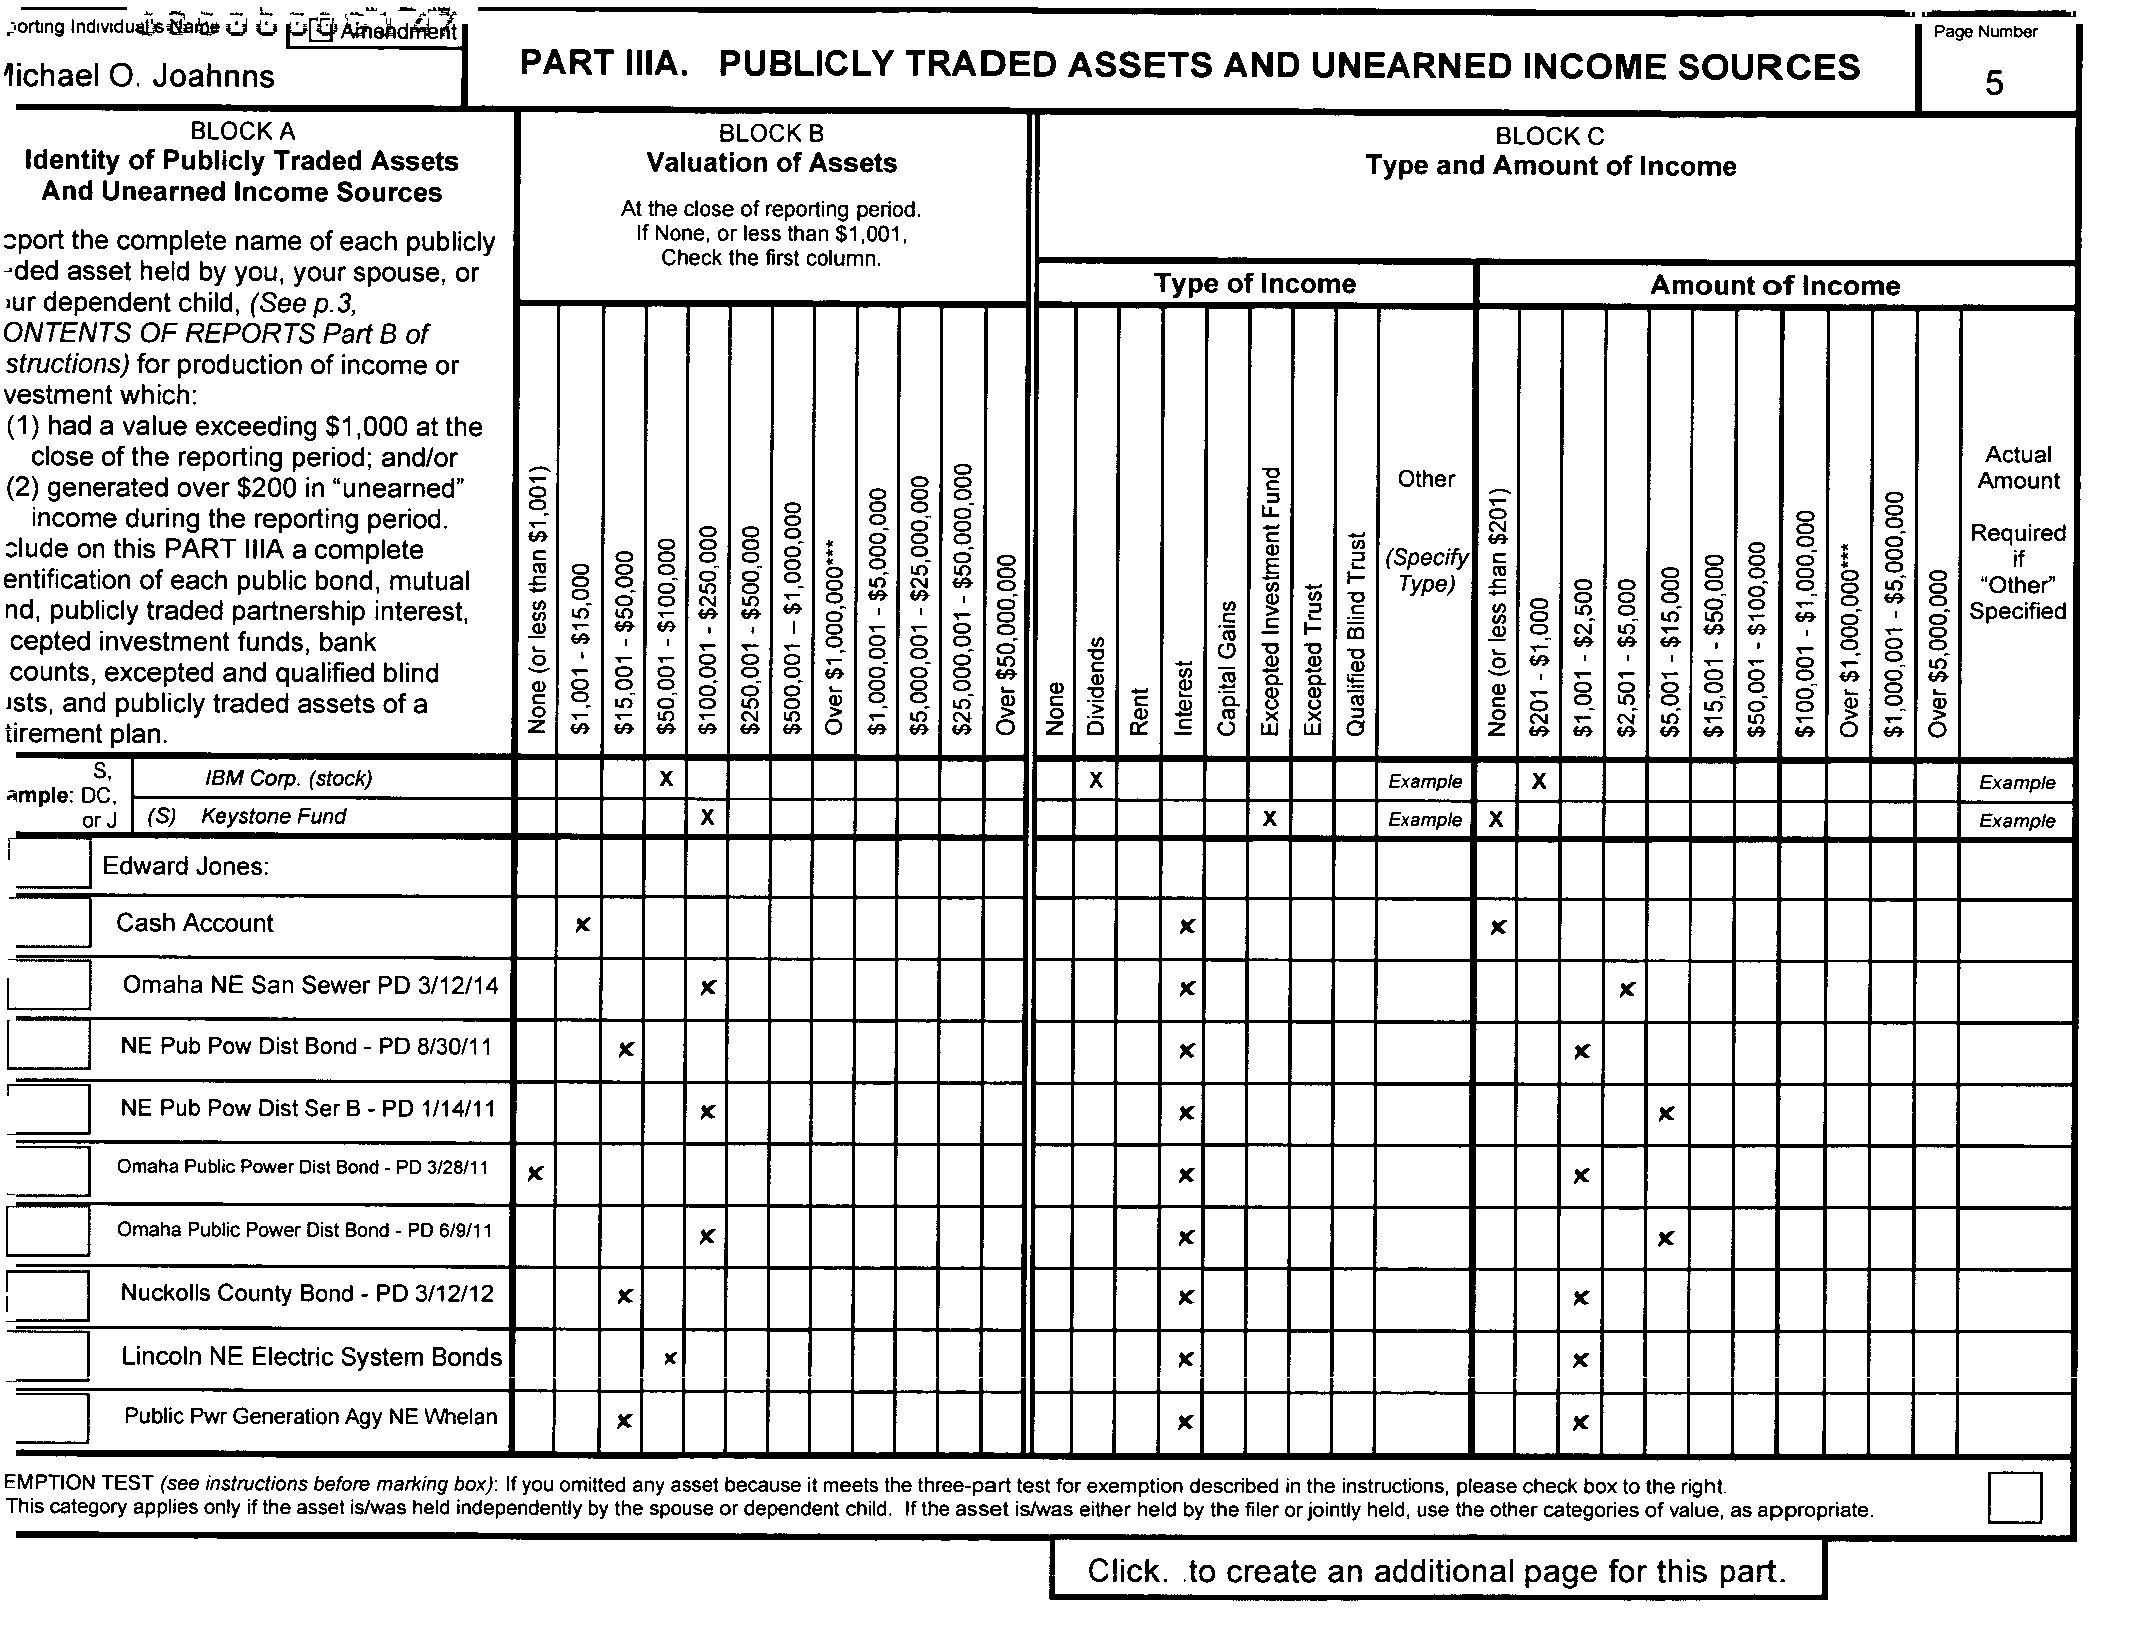 orting Individual's Name
Amendment
PART IIIA. PUBLICLY TRADED ASSETS AND UNEARNED INCOME SOURCES
Page Number
ichael O. Joahnns
5
BLOCK A
Identity of Publicly Traded Assets
And Unearned Income Sources
port the complete name of each publicly
ded asset held by you, your spouse, or
ur dependent child, (See p.3,
ONTENTS OF REPORTS Part B of
structions) for production of income or
vestment which:
(1) had a value exceeding $1,000 at the
close of the reporting period; and/or
(2) generated over $200 in "unearned"
income during the reporting period.
clude on this PART IIIA a complete
entification of each public bond, mutual
nd, publicly traded partnership interest,
cepted investment funds, bank
counts, excepted and qualified blind
usts, and publicly traded assets of a
tirement plan.
BLOCK B
Valuation of Assets
At the close of reporting period.
If None, or less than $1,001,
Check the first column.
None (or less than $1,001)
$1,001 - $15,000
$15,001 - $50,000
$50,001 - $100,000
$100,001 - $250,000
$250,001 - $500,000
$500,001 – $1,000,000
Over $1,000,000***
$1,000,001 - $5,000,000
$5,000,001 - $25,000,000
$25,000,001 - $50,000,000
Over $50,000,000
BLOCK C
Type and Amount of Income
Type of Income
None
Dividends
Rent
Interest
Capital Gains
Excepted Investment Fund
Excepted Trust
Qualified Blind Trust
Other
(Specify
Type)
Amount of Income
None (or less than $201)
$201 - $1,000
$1,001 - $2,500
$2,501 - $5,000
$5,001 - $15,000
$15,001 - $50,000
$50,001 - $100,000
$100,001 - $1,000,000
Over $1,000,000***
$1,000,001 - $5,000,000
Over $5,000,000
Actual
Amount
Required
if
"Other"
Specified
ample: S,
DC,
or J
IBM Corp. (stock) X X Example X Example
(S) Keystone Fund X X Example X Example
Edward Jones:
Cash Account x x x
Omaha NE San Sewer PD 3/12/14 x x x
NE Pub Pow Dist Bond - PD 8/30/11 x x x
NE Pub Pow Dist Ser B - PD 1/14/11 x x x
Omaha Public Power Dist Bond - PD 3/28/11 x x x
Omaha Public Power Dist Bond - PD 6/9/11 x x x
Nuckolls County Bond - PD 3/12/12 x x x
Lincoln NE Electric System Bonds x x x
Public Pwr Generation Agy NE Whelan x x x
EMPTION TEST (see instructions before marking box): If you omitted any asset because it meets the three-part test for exemption described in the instructions, please check box to the right.
This category applies only if the asset is/was held independently by the spouse or dependent child. If the asset is/was either held by the filer or jointly held, use the other categories of value, as appropriate.
Click. .to create an additional page for this part.